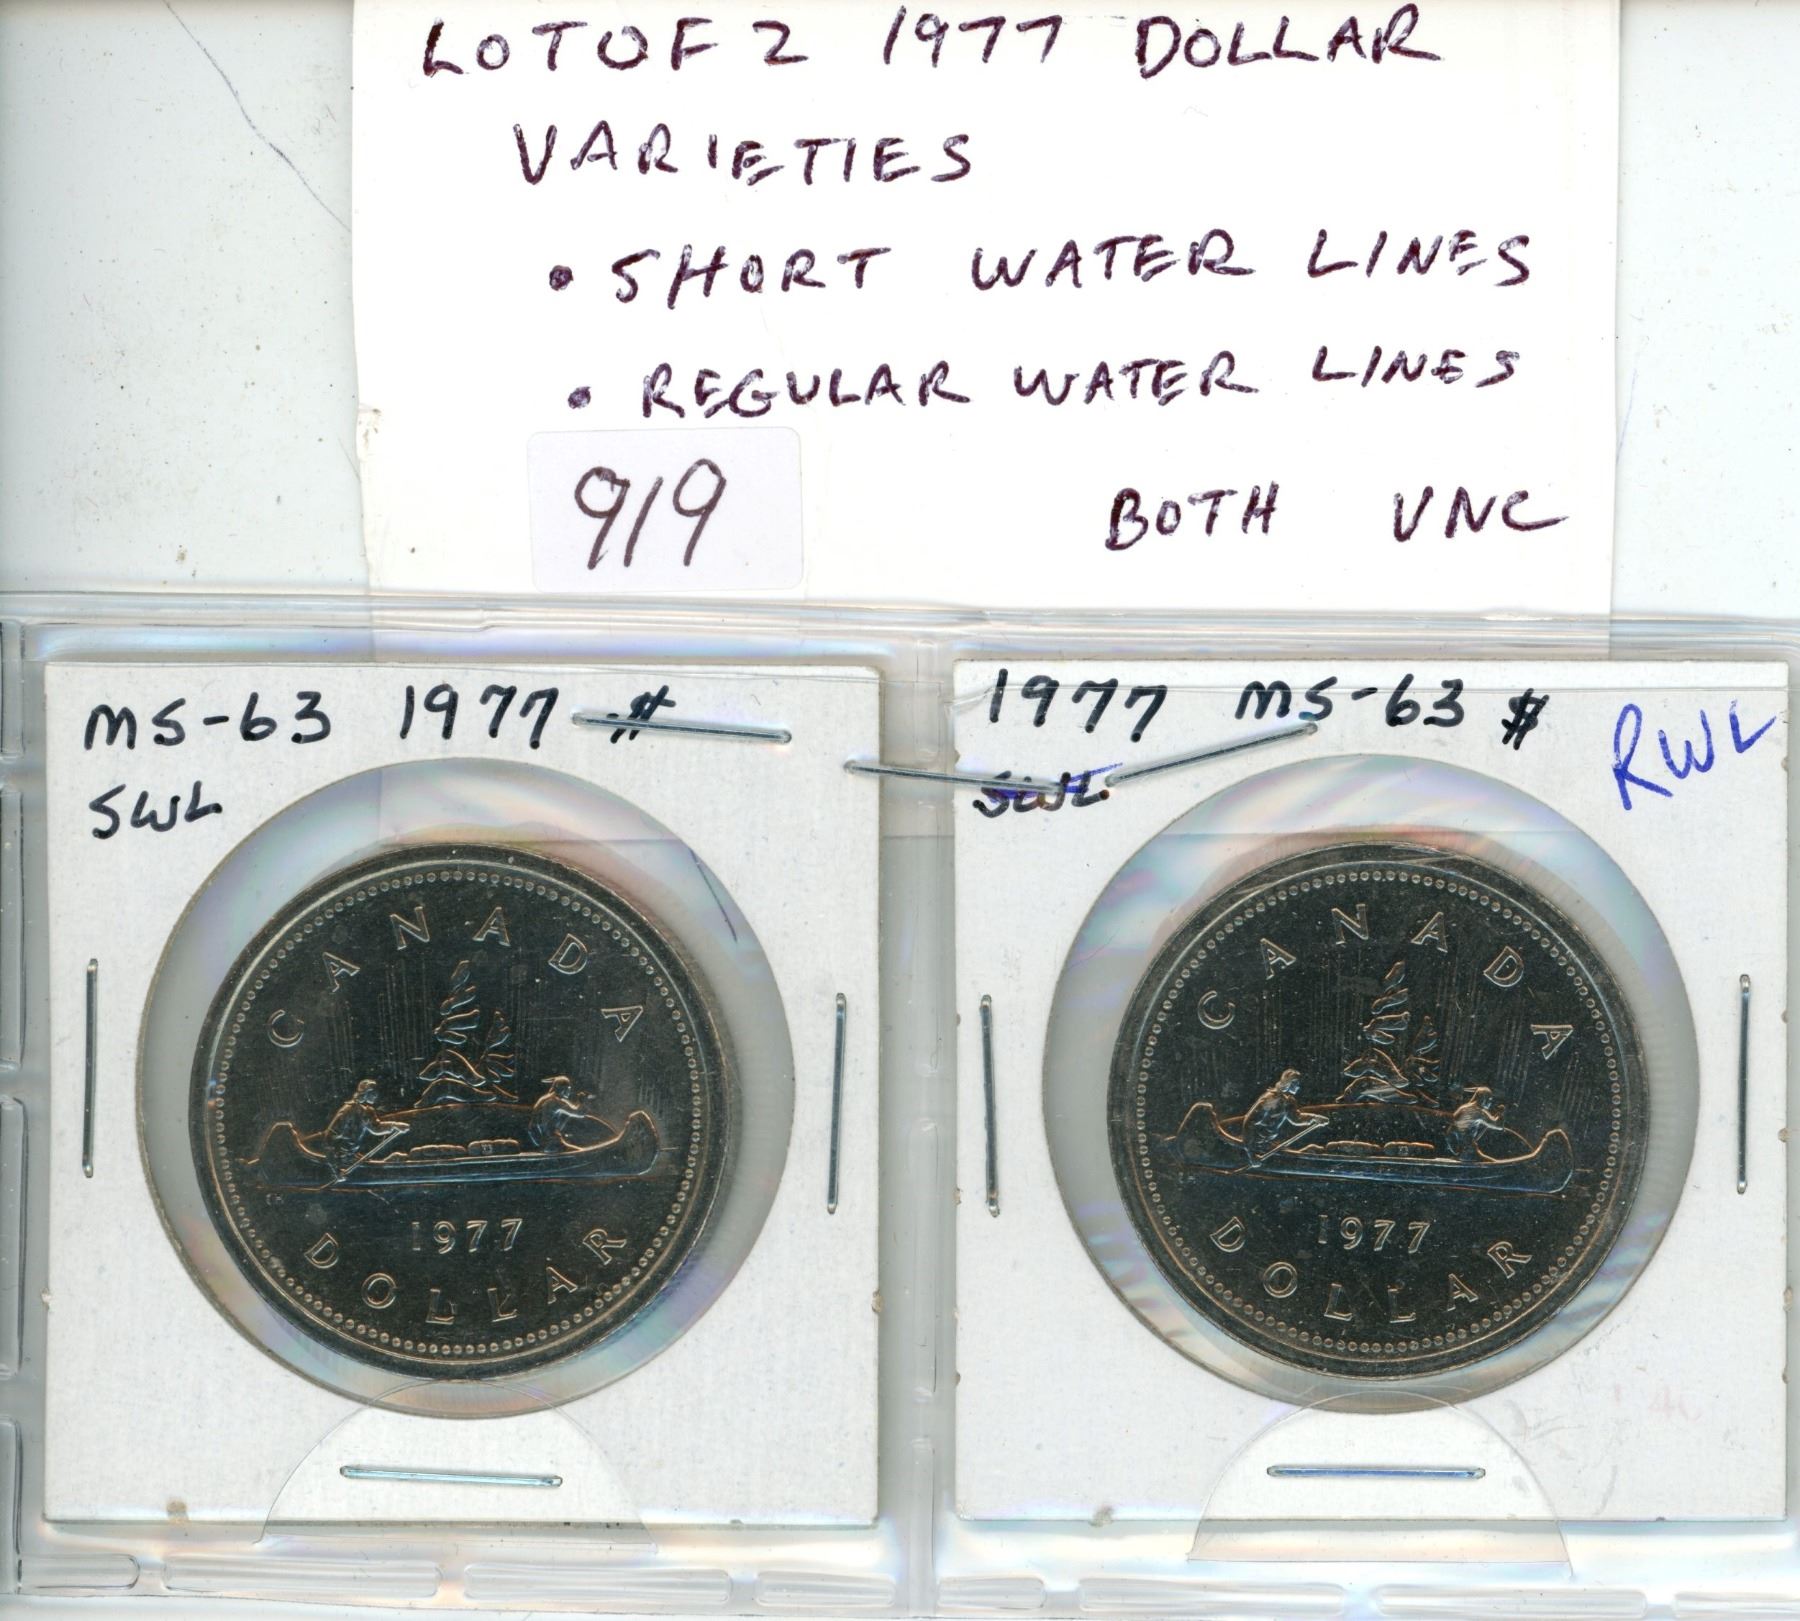 LOT OF 2 1977 DOLLAR
VARIETIES
• SHORT WATER LINES
• REGULAR WATER LINES
919
BOTH UNC
MS-63 1977 $
SWL
CANADA
1977
DOLLAR
1977 MS-63 $
RWL
SWL
CANADA
1977
DOLLAR